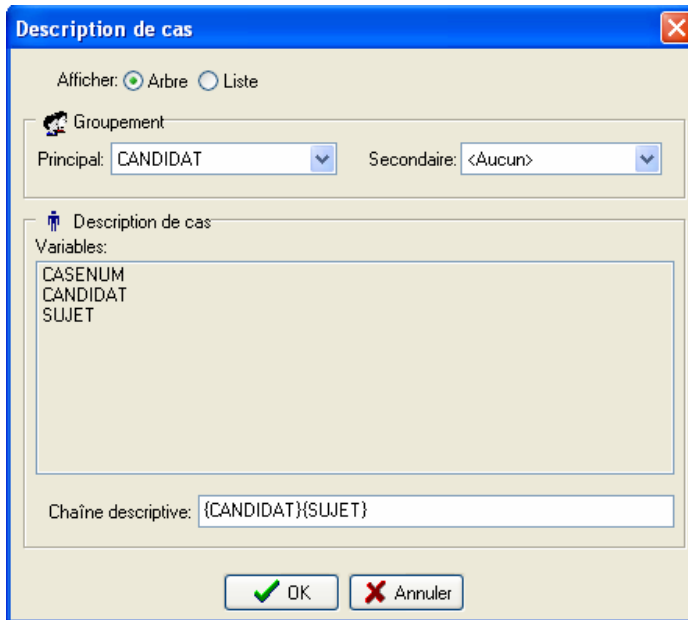 Description de cas
Afficher: Arbre Liste
Groupement
Principal: CANDIDAT Secondaire: <Aucun>
Description de cas
Variables:
CASENUM
CANDIDAT
SUJET
Chaîne descriptive: {CANDIDAT}{SUJET}
OK Annuler